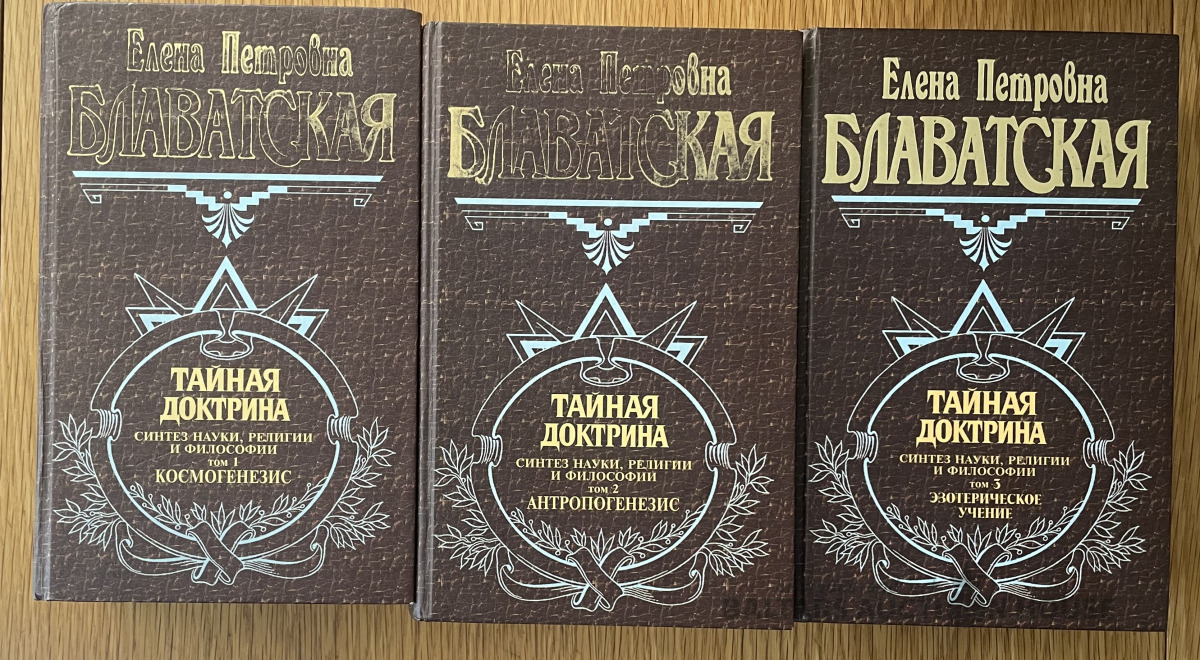 Елена Петровна
БЛАВАТСКАЯ
ТАЙНАЯ
ДОКТРИНА
СИНТЕЗ НАУКИ, РЕЛИГИИ
И ФИЛОСОФИИ
ТОМ 1
КОСМОГЕНЕЗИС
Елена Петровна
БЛАВАТСКАЯ
ТАЙНАЯ
ДОКТРИНА
СИНТЕЗ НАУКИ, РЕЛИГИИ
И ФИЛОСОФИИ
ТОМ 2
АНТРОПОГЕНЕЗИС
Елена Петровна
БЛАВАТСКАЯ
ТАЙНАЯ
ДОКТРИНА
СИНТЕЗ НАУКИ, РЕЛИГИИ
И ФИЛОСОФИИ
ТОМ 3
ЭЗОТЕРИЧЕСКОЕ
УЧЕНИЕ